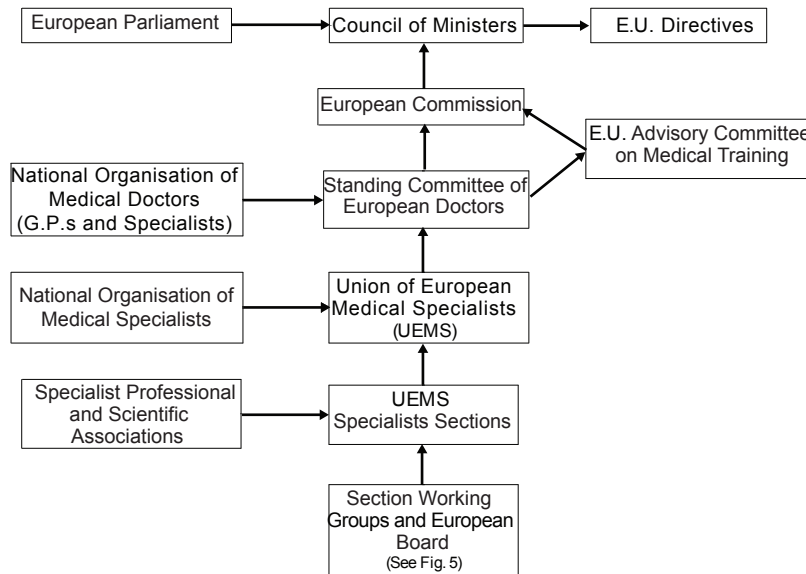 European Parliament
Council of Ministers
E.U. Directives
European Commission
E.U. Advisory Committee
on Medical Training
National Organisation of
Medical Doctors
(G.P.s and Specialists)
Standing Committee of
European Doctors
National Organisation of
Medical Specialists
Union of European
Medical Specialists
(UEMS)
Specialist Professional
and Scientific
Associations
UEMS
Specialists Sections
Section Working
Groups and European
Board
(See Fig. 5)